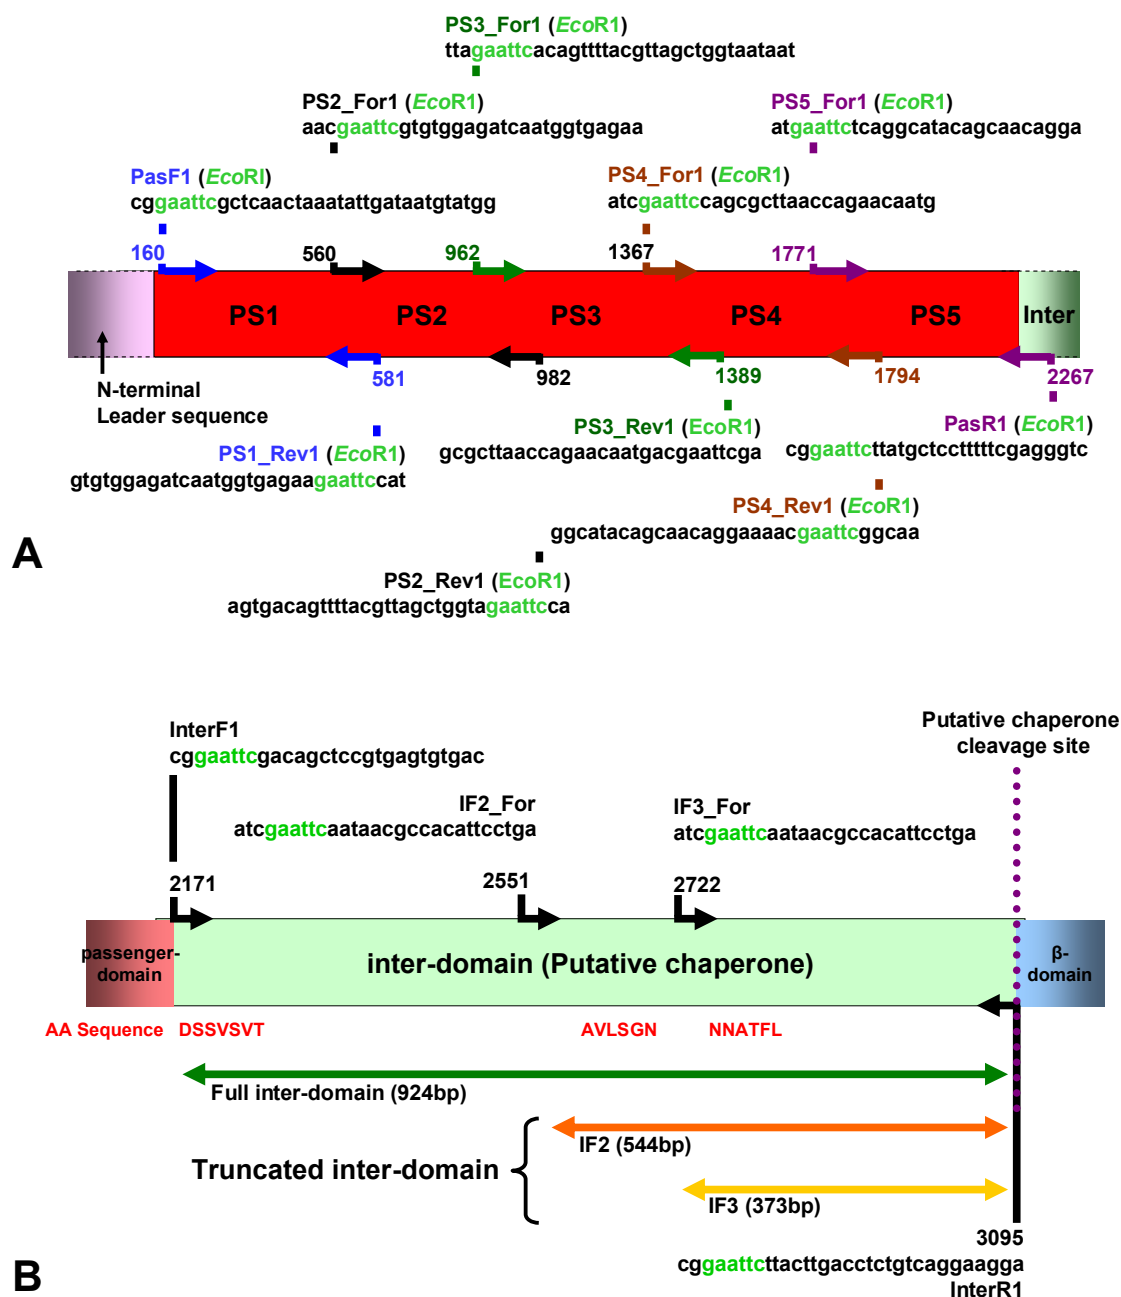 PS3_For1 (EcoR1)
ttagaattcacagttttacgttagctggtaataat
PS2_For1 (EcoR1)
aacgaattcgtgtggagatcaatggtgagaa
PS5_For1 (EcoR1)
atgaattctcaggcatacagcaacagga
PasF1 (EcoRI)
cggaattcgctcaactaaatattgataatgtatgg
PS4_For1 (EcoR1)
atcgaattccagcgcttaaccagaacaatg
160
560
962
1367
1771
PS1
PS2
PS3
PS4
PS5
Inter
N-terminal
Leader sequence
581
982
1389
1794
2267
PS1_Rev1 (EcoR1)
gtgtggagatcaatggtgagaagaattccat
PS3_Rev1 (EcoR1)
gcgcttaaccagaacaatgacgaattcga
PasR1 (EcoR1)
cggaattcttatgctcctttttcgagggtc
PS4_Rev1 (EcoR1)
ggcatacagcaacaggaaaacgaattcggcaa
A
PS2_Rev1 (EcoR1)
agtgacagttttacgttagctggtagaattcca
InterF1
cggaattcgacagctccgtgagtgtgac
Putative chaperone
cleavage site
IF2_For
atcgaattcaataacgccacattcctga
IF3_For
atcgaattcaataacgccacattcctga
2171
2551
2722
passenger-
domain
inter-domain (Putative chaperone)
β-
domain
AA Sequence DSSVSVT
AVLSGN
NNATFL
Full inter-domain (924bp)
IF2 (544bp)
Truncated inter-domain
IF3 (373bp)
3095
cggaattcttacttgacctctgtcaggaagga
InterR1
B